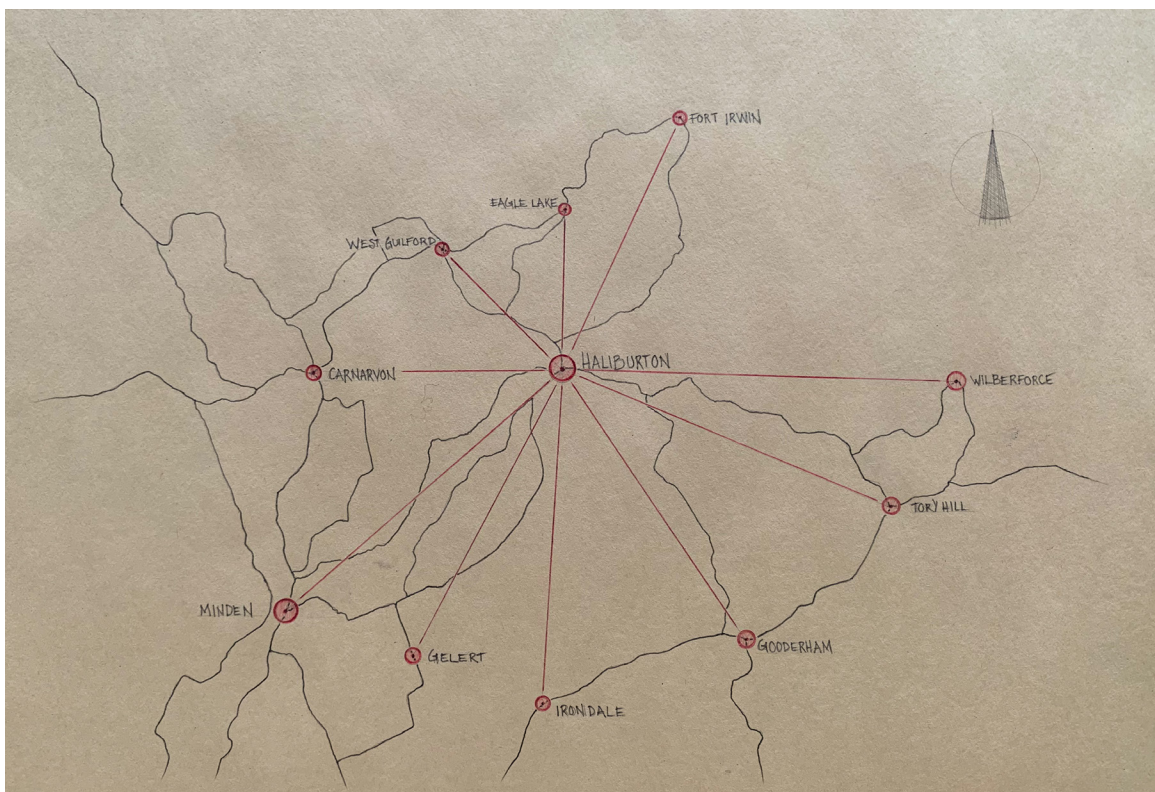 FORT IRWIN
EAGLE LAKE
WEST GUILFORD
HALIBURTON
CARNARVON
WILBERFORCE
TORY HILL
MINDEN
GELERT
GOODERHAM
IRONDALE